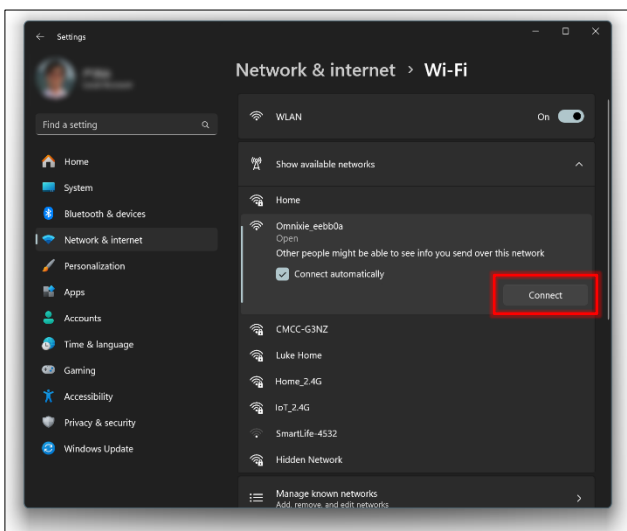 Settings
Network & internet > Wi-Fi
Find a setting
Home
System
Bluetooth & devices
Network & internet
Personalization
Apps
Accounts
Time & language
Gaming
Accessibility
Privacy & security
Windows Update
WLAN
On
Show available networks
Home
Omnixie_eebb0a
Open
Other people might be able to see info you send over this network
Connect automatically
Connect
CMCC-G3NZ
Luke Home
Home_2.4G
IoT_2.4G
SmartLife-4532
Hidden Network
Manage known networks
Add, remove, and edit networks